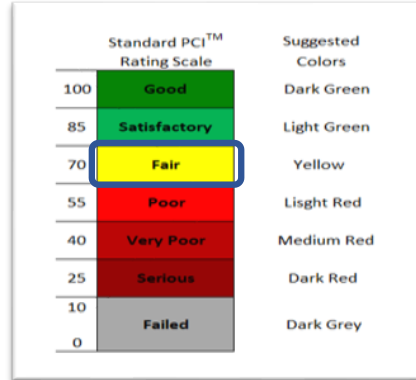 Standard PCI™ Suggested
Rating Scale Colors
100 Good Dark Green
85 Satisfactory Light Green
70 Fair Yellow
55 Poor Lisght Red
40 Very Poor Medium Red
25 Serious Dark Red
10
Failed Dark Grey
0